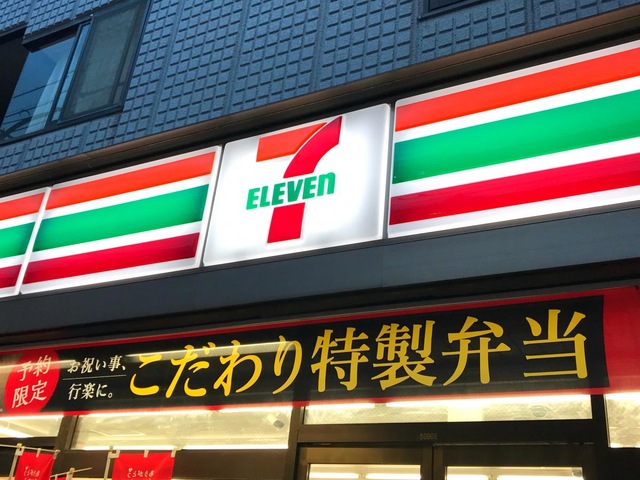 7
ELEVEn
予約
限定
お祝い事、
行楽に。
こだわり特製弁当